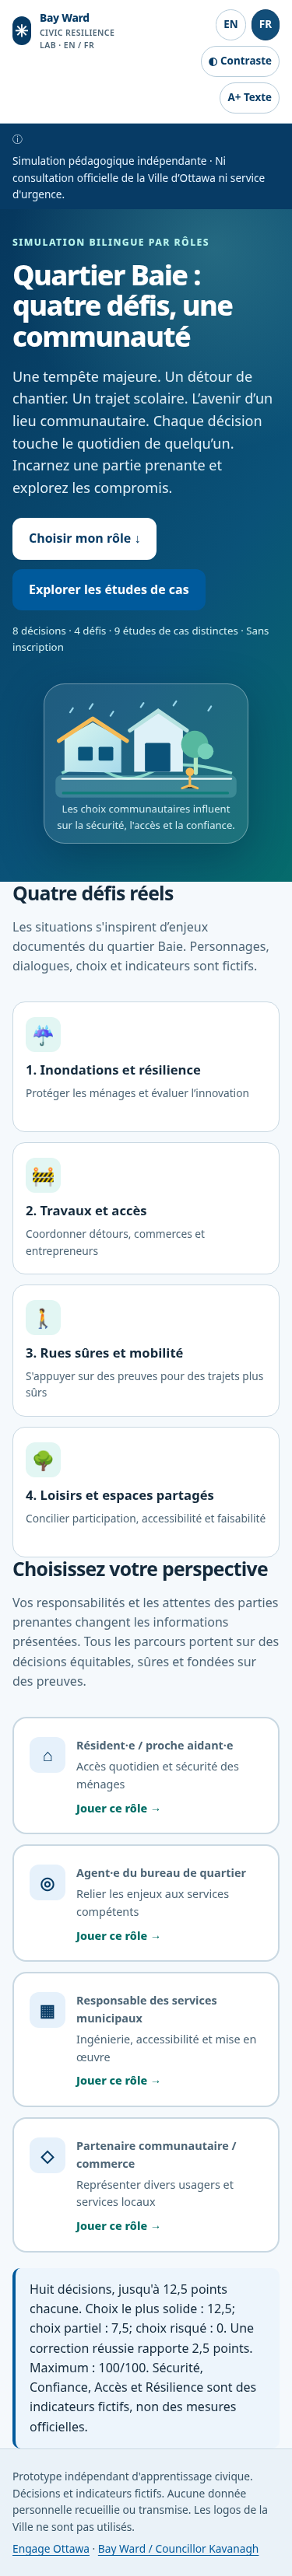 Bay Ward
CIVIC RESILIENCE
LAB · EN / FR
EN
FR
◐ Contraste
A+ Texte
ⓘ
Simulation pédagogique indépendante · Ni
consultation officielle de la Ville d'Ottawa ni service
d'urgence.
SIMULATION BILINGUE PAR RÔLES
Quartier Baie :
quatre défis, une
communauté
Une tempête majeure. Un détour de
chantier. Un trajet scolaire. L’avenir d’un
lieu communautaire. Chaque décision
touche le quotidien de quelqu’un.
Incarnez une partie prenante et
explorez les compromis.
Choisir mon rôle ↓
Explorer les études de cas
8 décisions · 4 défis · 9 études de cas distinctes · Sans
inscription
Les choix communautaires influent
sur la sécurité, l'accès et la confiance.
Quatre défis réels
Les situations s'inspirent d’enjeux
documentés du quartier Baie. Personnages,
dialogues, choix et indicateurs sont fictifs.
1. Inondations et résilience
Protéger les ménages et évaluer l’innovation
2. Travaux et accès
Coordonner détours, commerces et
entrepreneurs
3. Rues sûres et mobilité
S'appuyer sur des preuves pour des trajets plus
sûrs
4. Loisirs et espaces partagés
Concilier participation, accessibilité et faisabilité
Choisissez votre perspective
Vos responsabilités et les attentes des parties
prenantes changent les informations
présentées. Tous les parcours portent sur des
décisions équitables, sûres et fondées sur
des preuves.
Résident·e / proche aidant·e
Accès quotidien et sécurité des
ménages
Jouer ce rôle →
Agent·e du bureau de quartier
Relier les enjeux aux services
compétents
Jouer ce rôle →
Responsable des services
municipaux
Ingénierie, accessibilité et mise en
œuvre
Jouer ce rôle →
Partenaire communautaire /
commerce
Représenter divers usagers et
services locaux
Jouer ce rôle →
Huit décisions, jusqu'à 12,5 points
chacune. Choix le plus solide : 12,5;
choix partiel : 7,5; choix risqué : 0. Une
correction réussie rapporte 2,5 points.
Maximum : 100/100. Sécurité,
Confiance, Accès et Résilience sont des
indicateurs fictifs, non des mesures
officielles.
Prototype indépendant d'apprentissage civique.
Décisions et indicateurs fictifs. Aucune donnée
personnelle recueillie ou transmise. Les logos de la
Ville ne sont pas utilisés.
Engage Ottawa · Bay Ward / Councillor Kavanagh